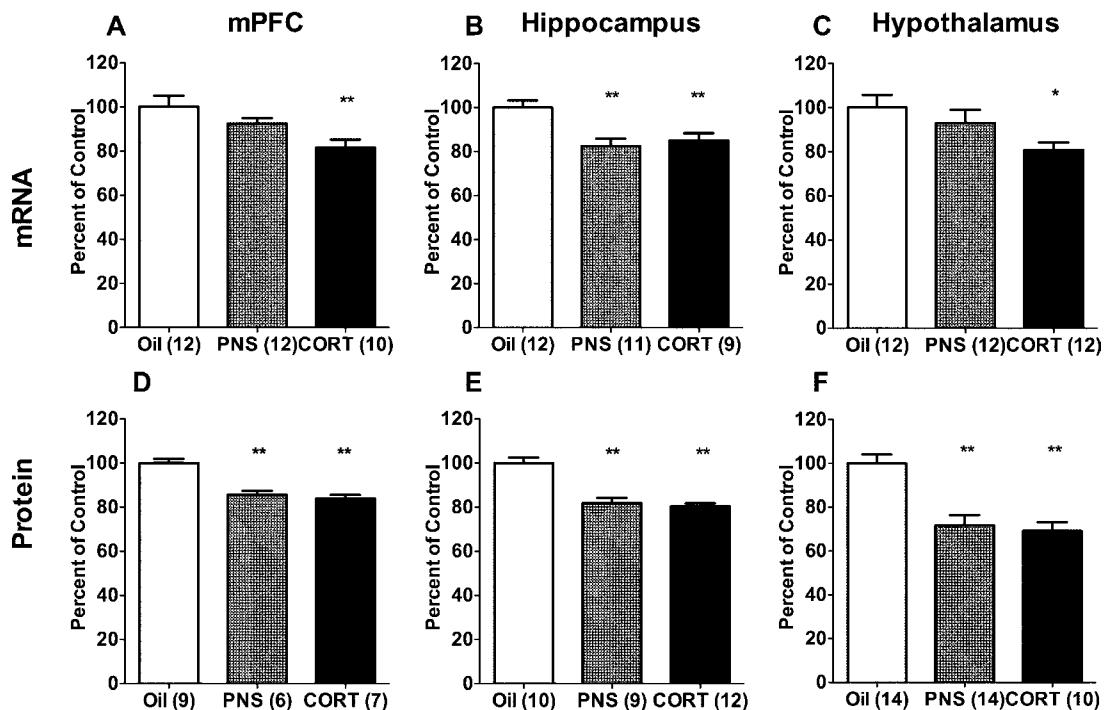 A mPFC
B Hippocampus
C Hypothalamus
mRNA
Percent of Control
120
100
80
60
40
20
0
**
Oil (12) PNS (12) CORT (10)
Percent of Control
120
100
80
60
40
20
0
** **
Oil (12) PNS (11) CORT (9)
Percent of Control
120
100
80
60
40
20
0
*
Oil (12) PNS (12) CORT (12)
Protein
D
Percent of Control
120
100
80
60
40
20
0
** **
Oil (9) PNS (6) CORT (7)
E
Percent of Control
120
100
80
60
40
20
0
** **
Oil (10) PNS (9) CORT (12)
F
Percent of Control
120
100
80
60
40
20
0
** **
Oil (14) PNS (14) CORT (10)